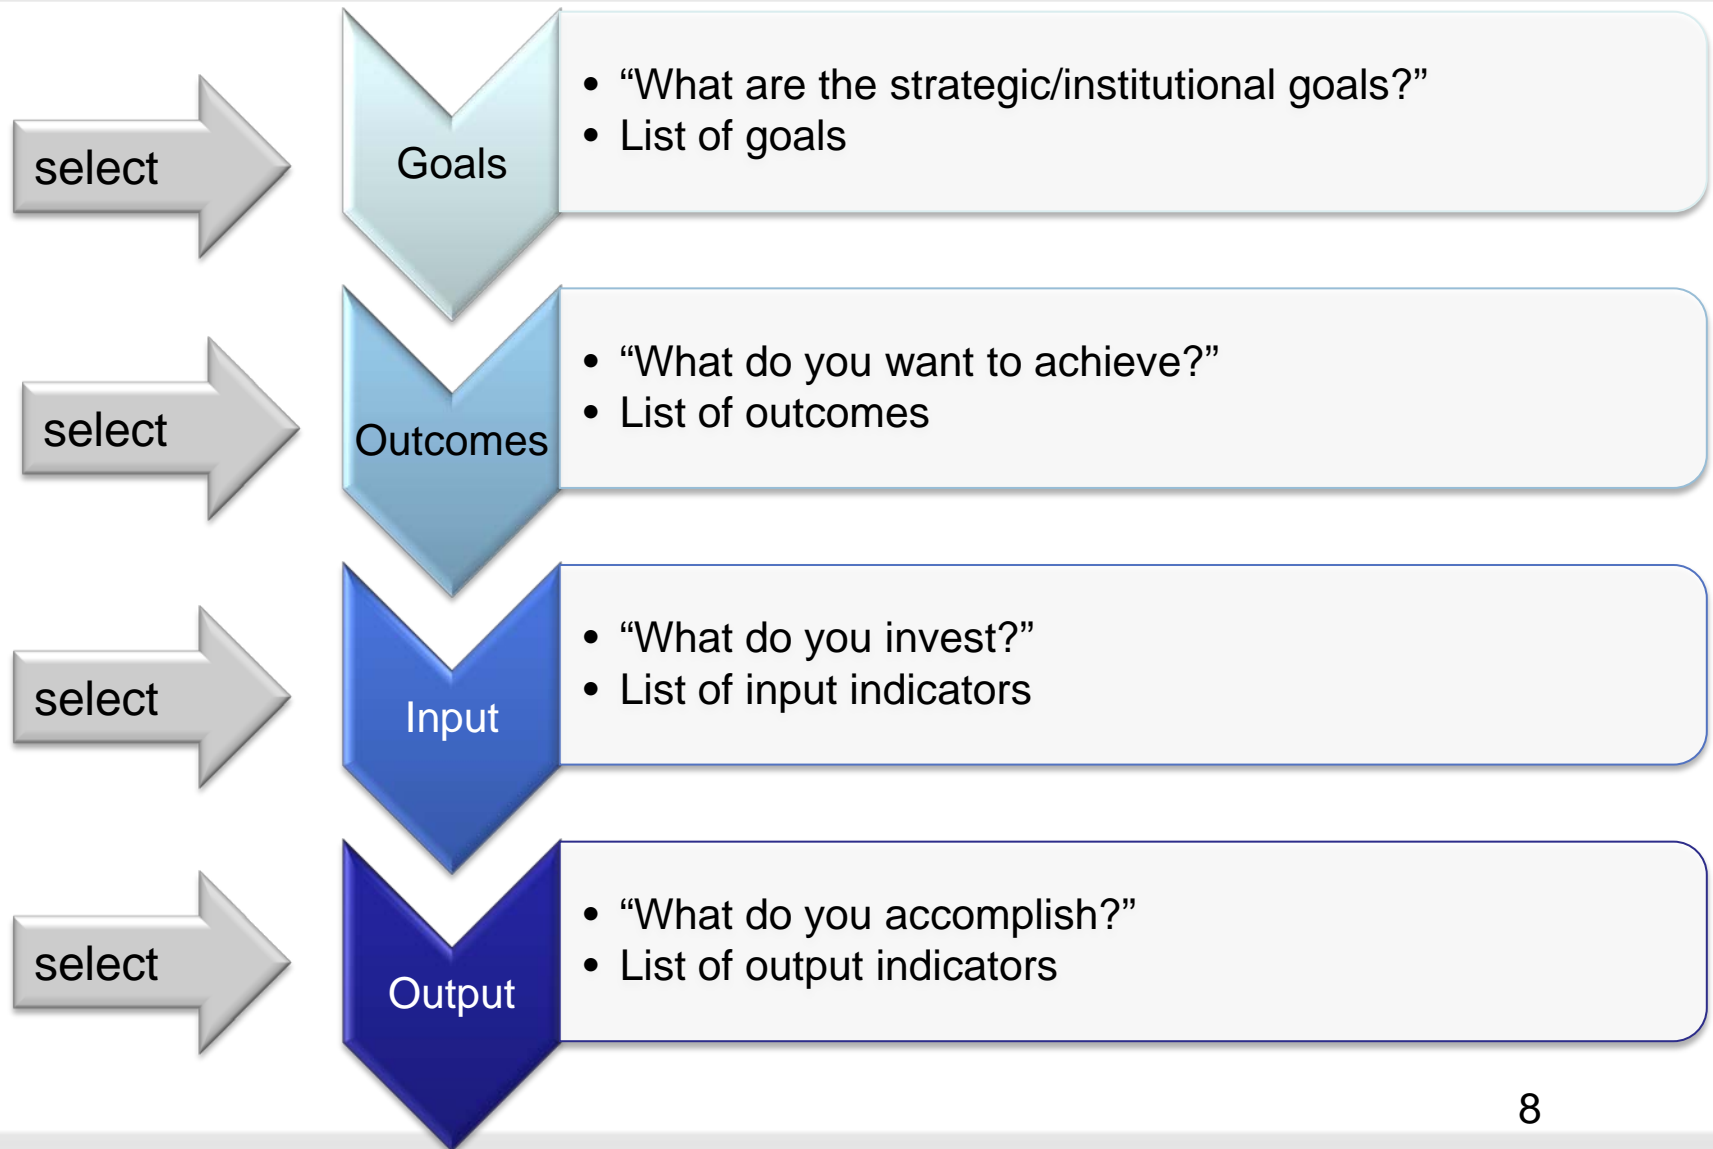 select
Goals
• “What are the strategic/institutional goals?”
• List of goals
select
Outcomes
• “What do you want to achieve?”
• List of outcomes
select
Input
• “What do you invest?”
• List of input indicators
select
Output
• “What do you accomplish?”
• List of output indicators
8